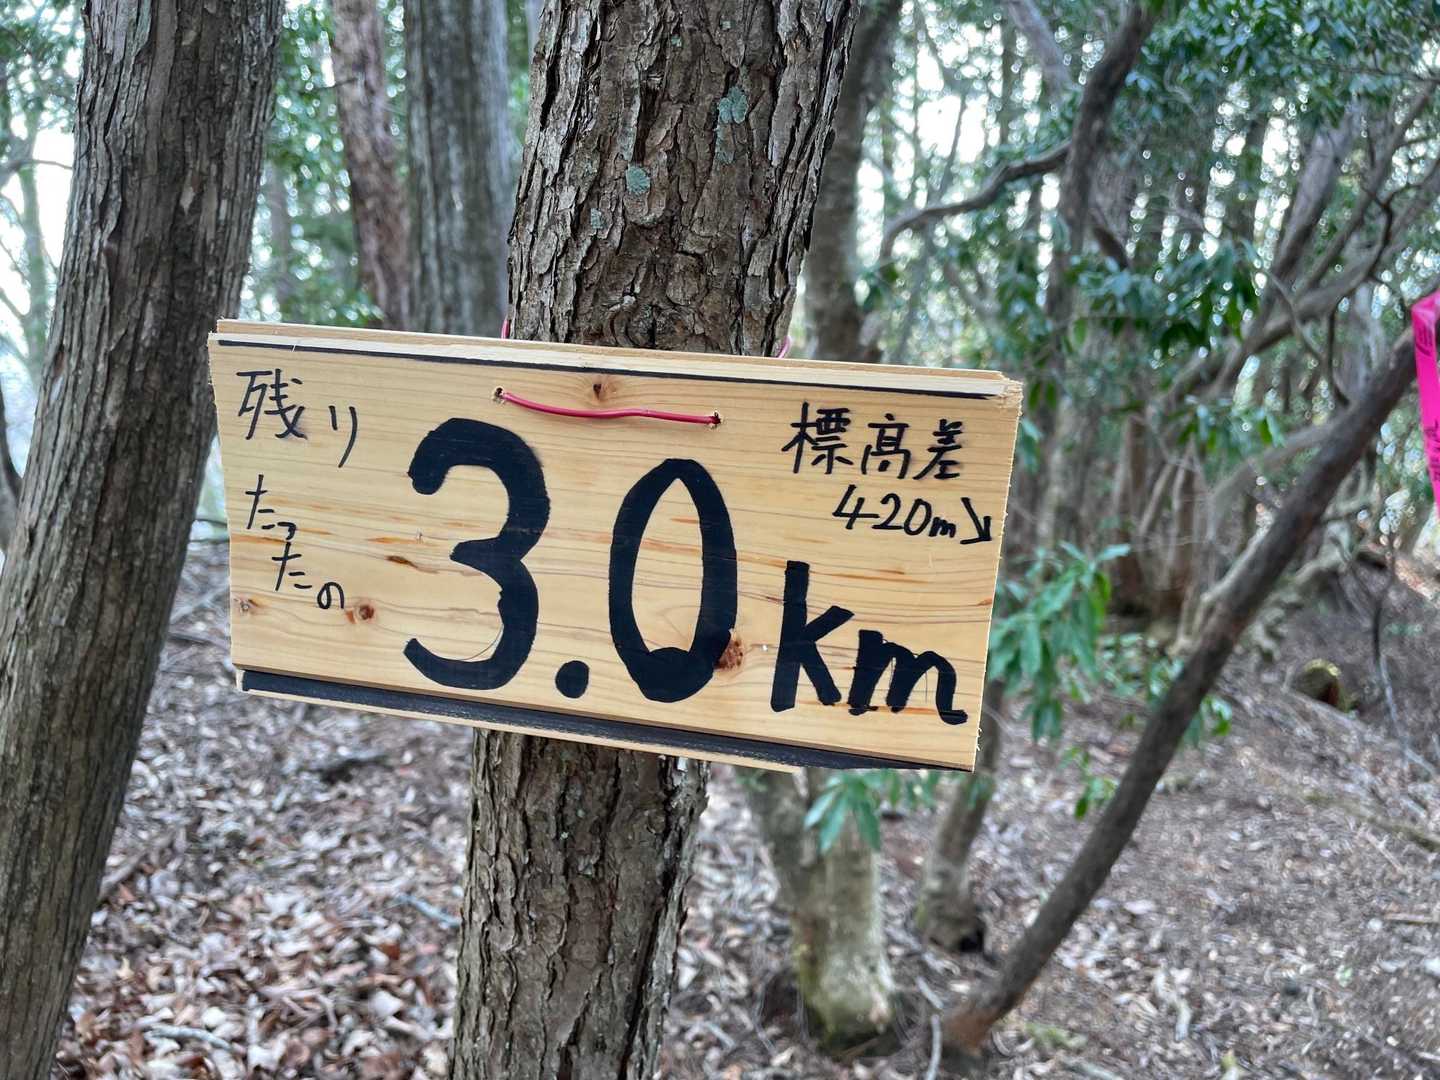 残り
たった
の
3.0km
標高差
420m↘